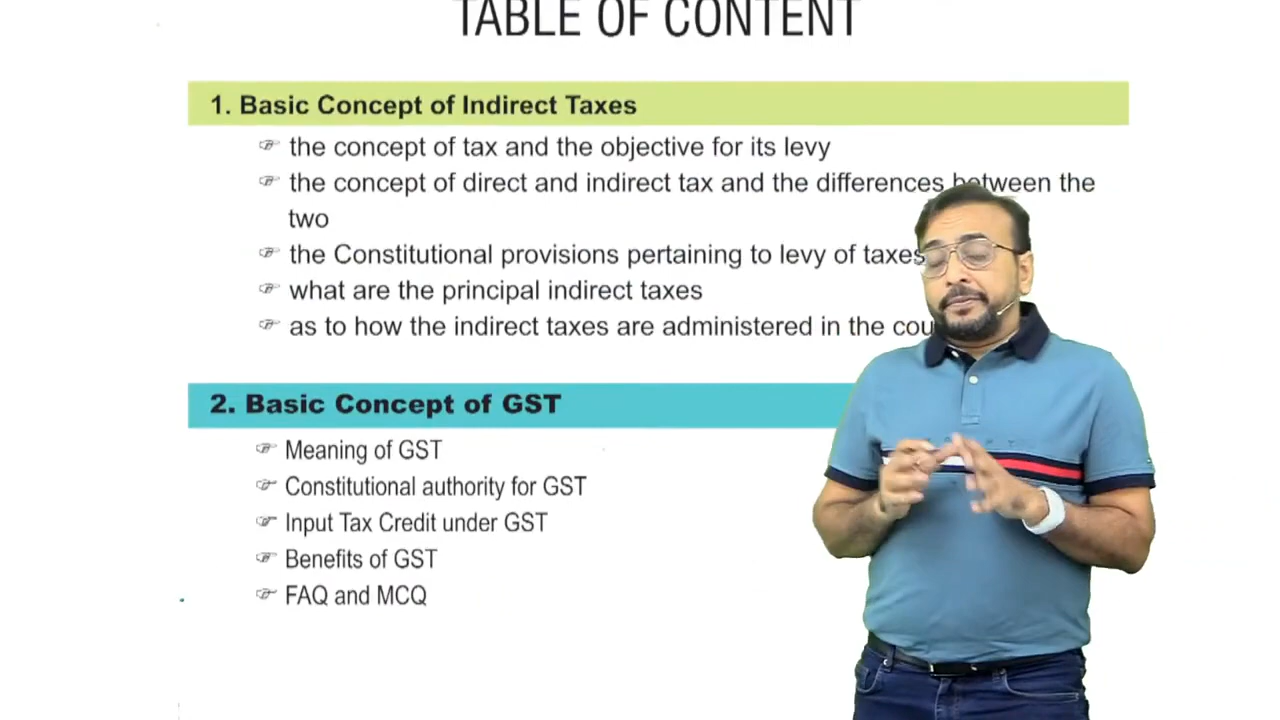 TABLE OF CONTENT
1. Basic Concept of Indirect Taxes
the concept of tax and the objective for its levy
the concept of direct and indirect tax and the differences between the
two
the Constitutional provisions pertaining to levy of taxes
what are the principal indirect taxes
as to how the indirect taxes are administered in the
2. Basic Concept of GST
Meaning of GST
Constitutional authority for GST
Input Tax Credit under GST
Benefits of GST
FAQ and MCQ